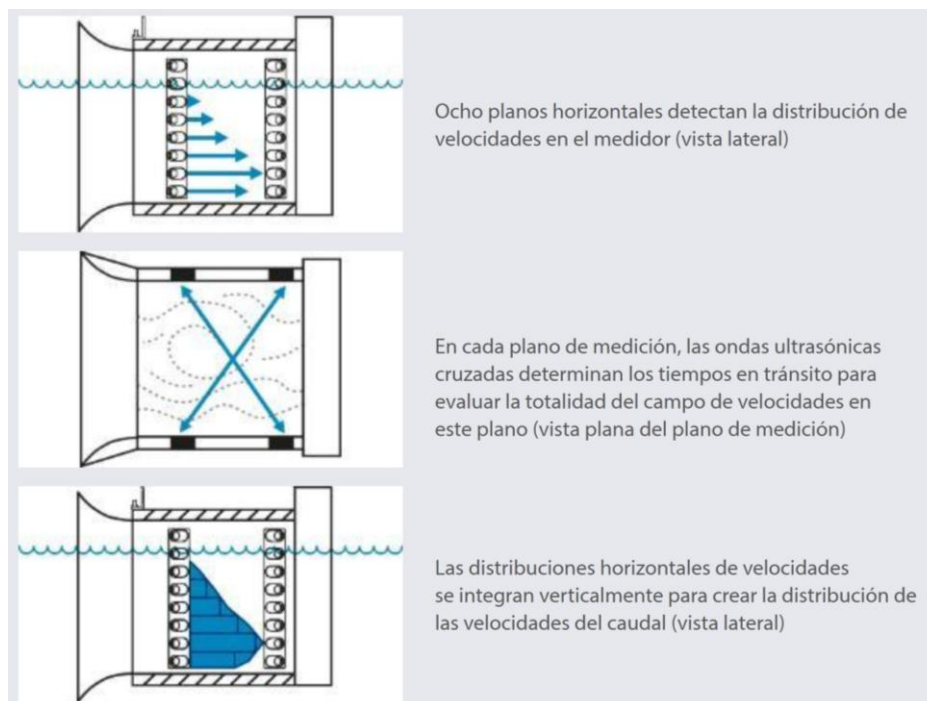 Ocho planos horizontales detectan la distribución de
velocidades en el medidor (vista lateral)
En cada plano de medición, las ondas ultrasónicas
cruzadas determinan los tiempos en tránsito para
evaluar la totalidad del campo de velocidades en
este plano (vista plana del plano de medición)
Las distribuciones horizontales de velocidades
se integran verticalmente para crear la distribución de
las velocidades del caudal (vista lateral)